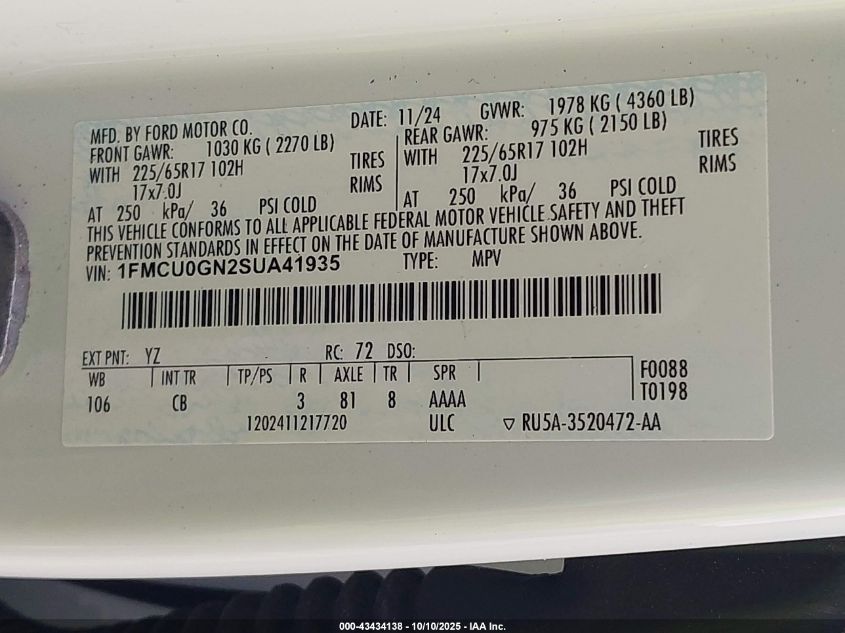 MFD. BY FORD MOTOR CO. DATE: 11/24 GVWR: 1978 KG ( 4360 LB)
FRONT GAWR: 1030 KG ( 2270 LB) REAR GAWR: 975 KG ( 2150 LB)
WITH 225/65R17 102H TIRES WITH 225/65R17 102H TIRES
17x7.0J RIMS 17x7.0J RIMS
AT 250 kPa/ 36 PSI COLD AT 250 kPa/ 36 PSI COLD
THIS VEHICLE CONFORMS TO ALL APPLICABLE FEDERAL MOTOR VEHICLE SAFETY AND THEFT
PREVENTION STANDARDS IN EFFECT ON THE DATE OF MANUFACTURE SHOWN ABOVE.
VIN: 1FMCU0GN2SUA41935 TYPE: MPV
EXT PNT: YZ RC: 72 DSO:
WB INT TR TP/PS R AXLE TR SPR F0088
106 CB 3 81 8 AAAA T0198
1202411217720 ULC ▽ RU5A-3520472-AA
000-43434138 - 10/10/2025 - IAA Inc.